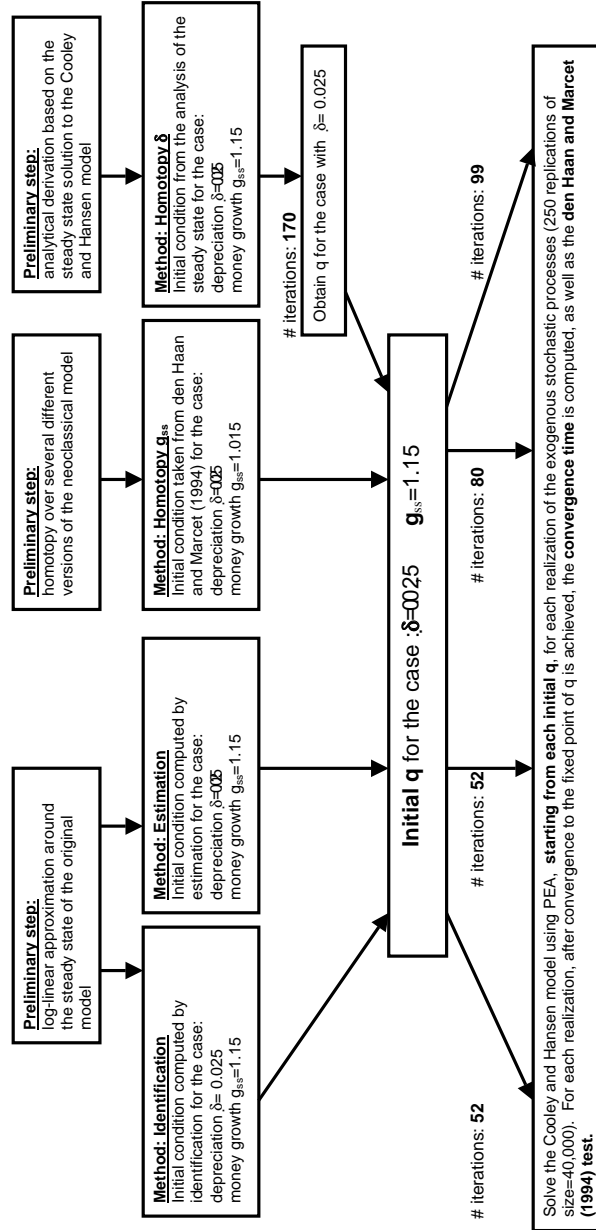 Preliminary step:
log-linear approximation around
the steady state of the original
model
Preliminary step:
homotopy over several different
versions of the neoclassical model
Preliminary step:
analytical derivation based on the
steady state solution to the Cooley
and Hansen model
Method: Identification
Initial condition computed by
identification for the case:
depreciation δ= 0.025
money growth gss=1.15
Method: Estimation
Initial condition computed by
estimation for the case:
depreciation
money growth gss=1.15
Method: Homotopy gss
Initial condition taken from den Haan
and Marcet (1994) for the case:
depreciation
money growth gss=1.015
Method: Homotopy δ
Initial condition from the analysis of the
steady state for the case:
depreciation
money growth gss=1.15
# iterations: 170
Obtain q for the case with δ= 0.025
Initial q for the case gss=1.15
# iterations: 52
# iterations: 52
# iterations: 80
# iterations: 99
Solve the Cooley and Hansen model using PEA, starting from each initial q, for each realization of the exogenous stochastic processes (250 replications of
size=40,000). For each realization, after convergence to the fixed point of q is achieved, the convergence time is computed, as well as the den Haan and Marcet
(1994) test.